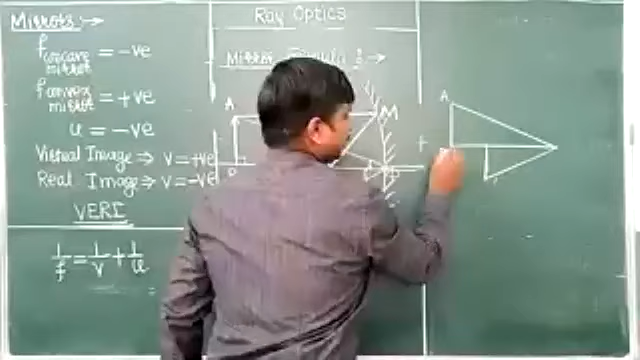 Mirrors :→
Ray Optics
f concave mirror = -ve
Mirror Formula :→
f convex mirror = +ve
u = -ve
Virtual Image ⇒ V = +ve
Real Image ⇒ V = -ve
VERI
1/f = 1/v + 1/u
A
M
A